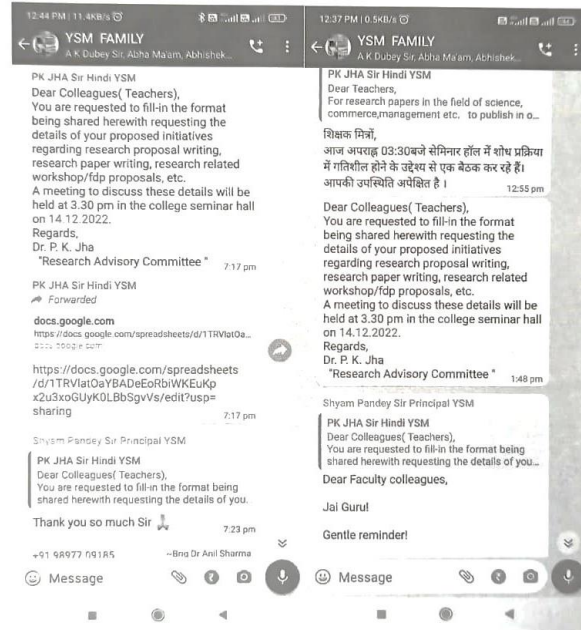 12:44 PM | 11.4KB/s
YSM FAMILY
A K Dubey Sir, Abha Ma'am, Abhishek...
PK JHA Sir Hindi YSM
Dear Colleagues( Teachers),
You are requested to fill-in the format
being shared herewith requesting the
details of your proposed initiatives
regarding research proposal writing,
research paper writing, research related
workshop/fdp proposals, etc.
A meeting to discuss these details will be
held at 3.30 pm in the college seminar hall
on 14.12.2022.
Regards,
Dr. P. K. Jha
"Research Advisory Committee "
7:17 pm
PK JHA Sir Hindi YSM
Forwarded
docs.google.com
https://docs.google.com/spreadsheets/d/1TRVlatOa...
docs.google.com
https://docs.google.com/spreadsheets
/d/1TRVlatOaYBADeEoRbiWKEuKp
x2u3xoGUyK0LBbSgvVs/edit?usp=
sharing
7:17 pm
Shyam Pandey Sir Principal YSM
PK JHA Sir Hindi YSM
Dear Colleagues( Teachers),
You are requested to fill-in the format being
shared herewith requesting the details of you.
Thank you so much Sir
7:23 pm
+91 98977 09185
~Brig Dr Anil Sharma
Message
12:37 PM | 0.5KB/s
YSM FAMILY
A K Dubey Sir, Abha Ma'am, Abhishek...
PK JHA Sir Hindi YSM
Dear Teachers,
For research papers in the field of science,
commerce,management etc. to publish in o...
शिक्षक मित्रों,
आज अपराह्न 03:30बजे सेमिनार हॉल में शोध प्रक्रिया
में गतिशील होने के उद्देश्य से एक बैठक कर रहे हैं।
आपकी उपस्थिति अपेक्षित है ।
12:55 pm
Dear Colleagues( Teachers),
You are requested to fill-in the format
being shared herewith requesting the
details of your proposed initiatives
regarding research proposal writing,
research paper writing, research related
workshop/fdp proposals, etc.
A meeting to discuss these details will be
held at 3.30 pm in the college seminar hall
on 14.12.2022.
Regards,
Dr. P. K. Jha
"Research Advisory Committee "
1:48 pm
Shyam Pandey Sir Principal YSM
PK JHA Sir Hindi YSM
Dear Colleagues( Teachers),
You are requested to fill-in the format being
shared herewith requesting the details of you...
Dear Faculty colleagues,
Jai Guru!
Gentle reminder!
Message